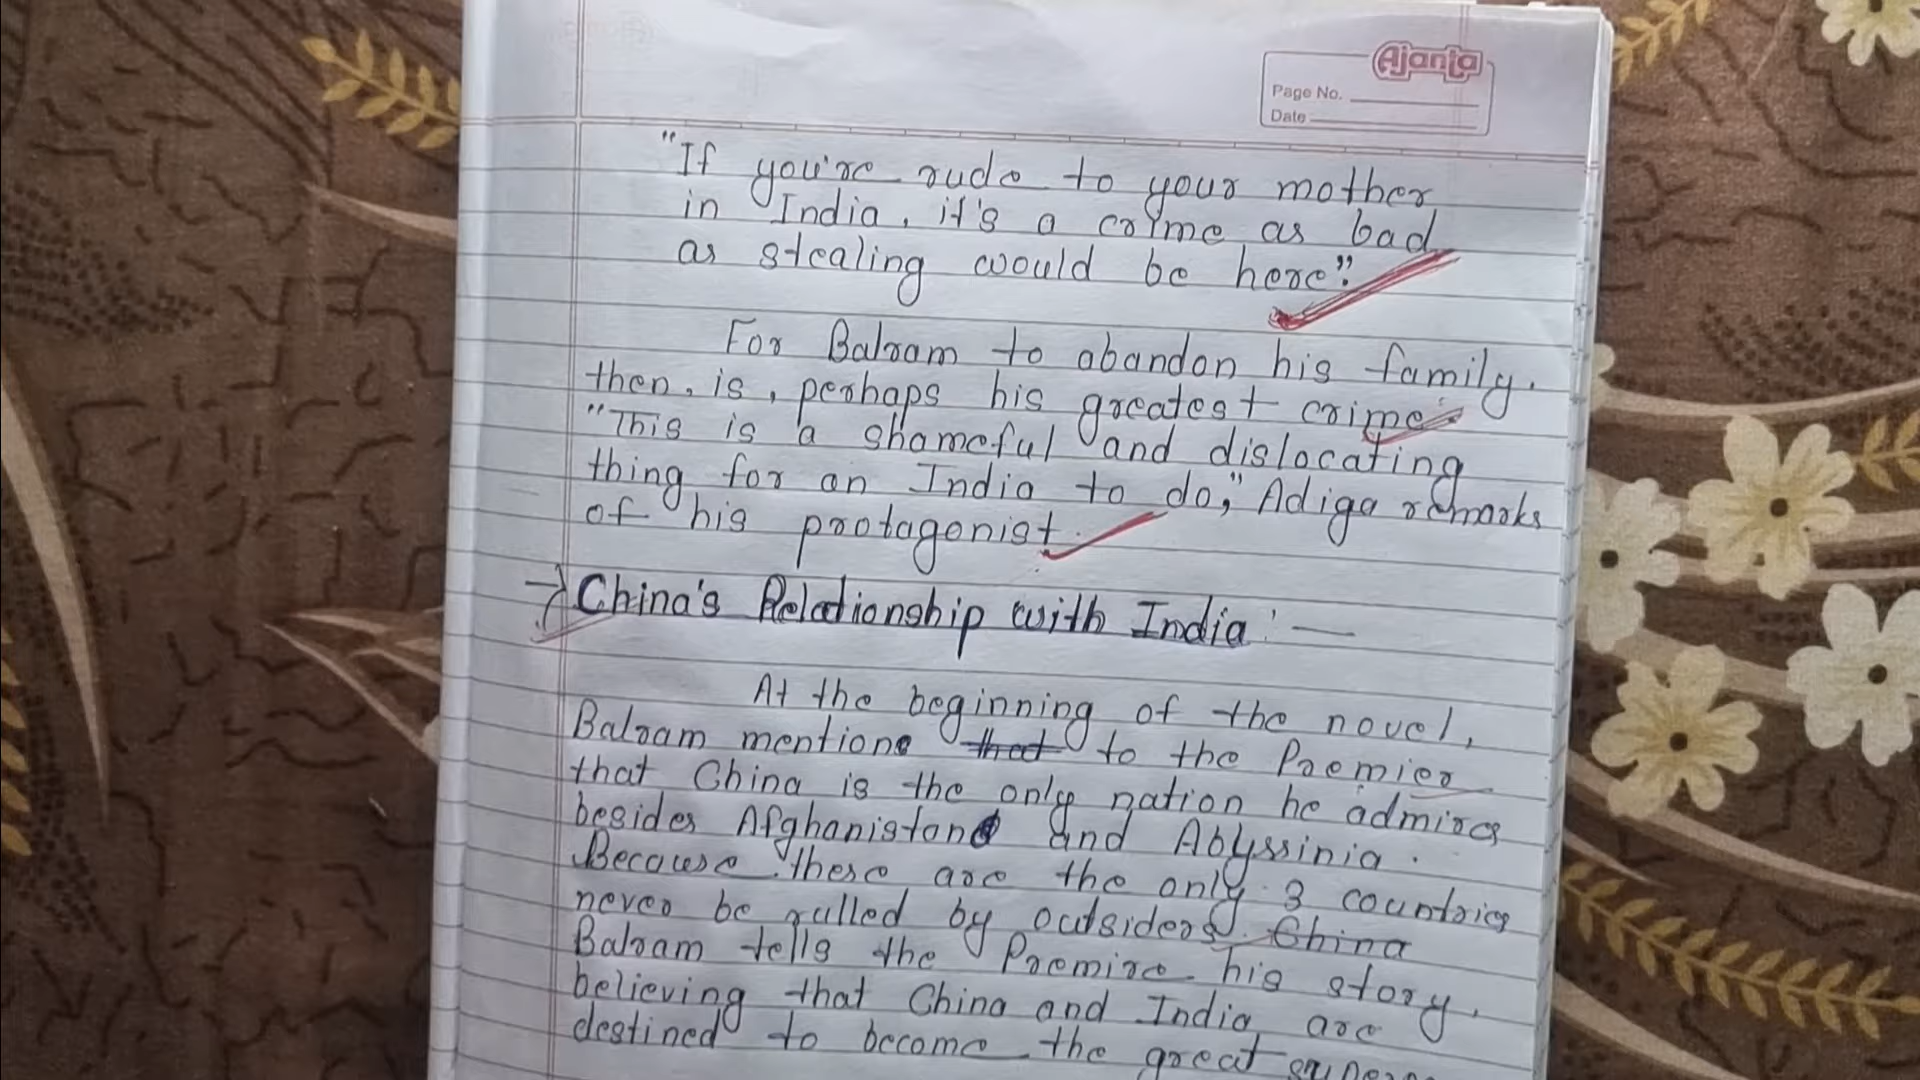 Ajanta
Page No.
Date
"If you're rude to your mother
in India, it's a crime as bad
as stealing would be here".
For Balram to abandon his family,
then, is, perhaps his greatest crime.
"This is a shameful and dislocating
thing for an India to do," Adiga remarks
of his protagonist.
→ China's Relationship with India :—
At the beginning of the novel,
Balram mentions that to the Premier
that China is the only nation he admires
besides Afghanistan and Abyssinia.
Because these are the only 3 countries
never be rulled by outsiders. China
Balram tells the Premire his story,
believing that China and India are
destined to become the great